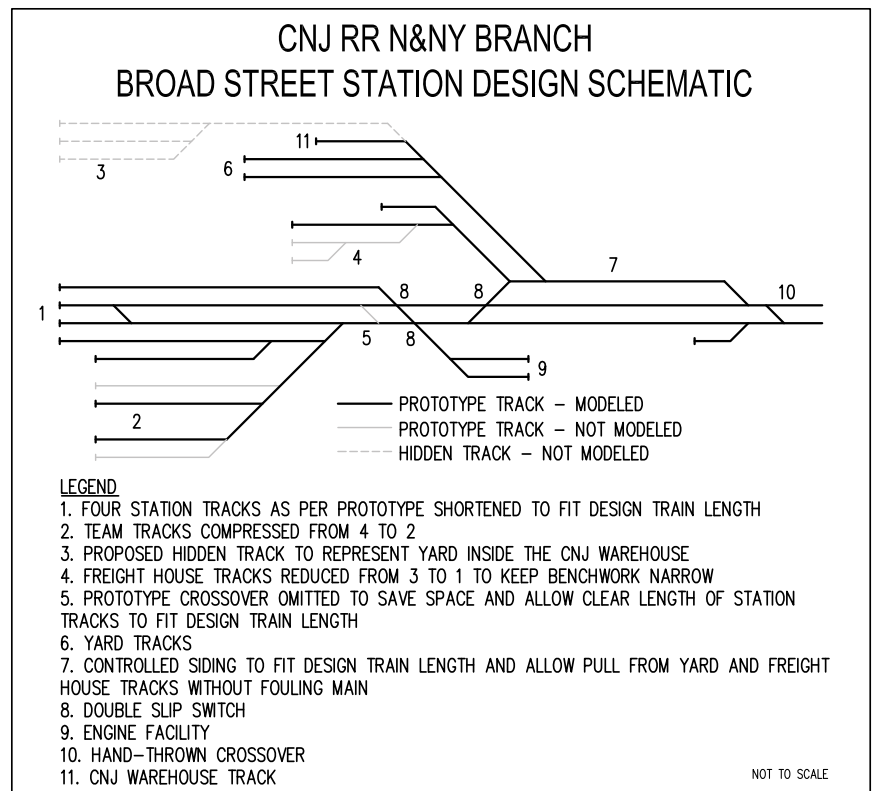 CNJ RR N&NY BRANCH
BROAD STREET STATION DESIGN SCHEMATIC
11
6
3
4
7
8
8
10
1
5
8
9
2
PROTOTYPE TRACK – MODELED
PROTOTYPE TRACK – NOT MODELED
HIDDEN TRACK – NOT MODELED
LEGEND
1. FOUR STATION TRACKS AS PER PROTOTYPE SHORTENED TO FIT DESIGN TRAIN LENGTH
2. TEAM TRACKS COMPRESSED FROM 4 TO 2
3. PROPOSED HIDDEN TRACK TO REPRESENT YARD INSIDE THE CNJ WAREHOUSE
4. FREIGHT HOUSE TRACKS REDUCED FROM 3 TO 1 TO KEEP BENCHWORK NARROW
5. PROTOTYPE CROSSOVER OMITTED TO SAVE SPACE AND ALLOW CLEAR LENGTH OF STATION
TRACKS TO FIT DESIGN TRAIN LENGTH
6. YARD TRACKS
7. CONTROLLED SIDING TO FIT DESIGN TRAIN LENGTH AND ALLOW PULL FROM YARD AND FREIGHT
HOUSE TRACKS WITHOUT FOULING MAIN
8. DOUBLE SLIP SWITCH
9. ENGINE FACILITY
10. HAND–THROWN CROSSOVER
11. CNJ WAREHOUSE TRACK
NOT TO SCALE